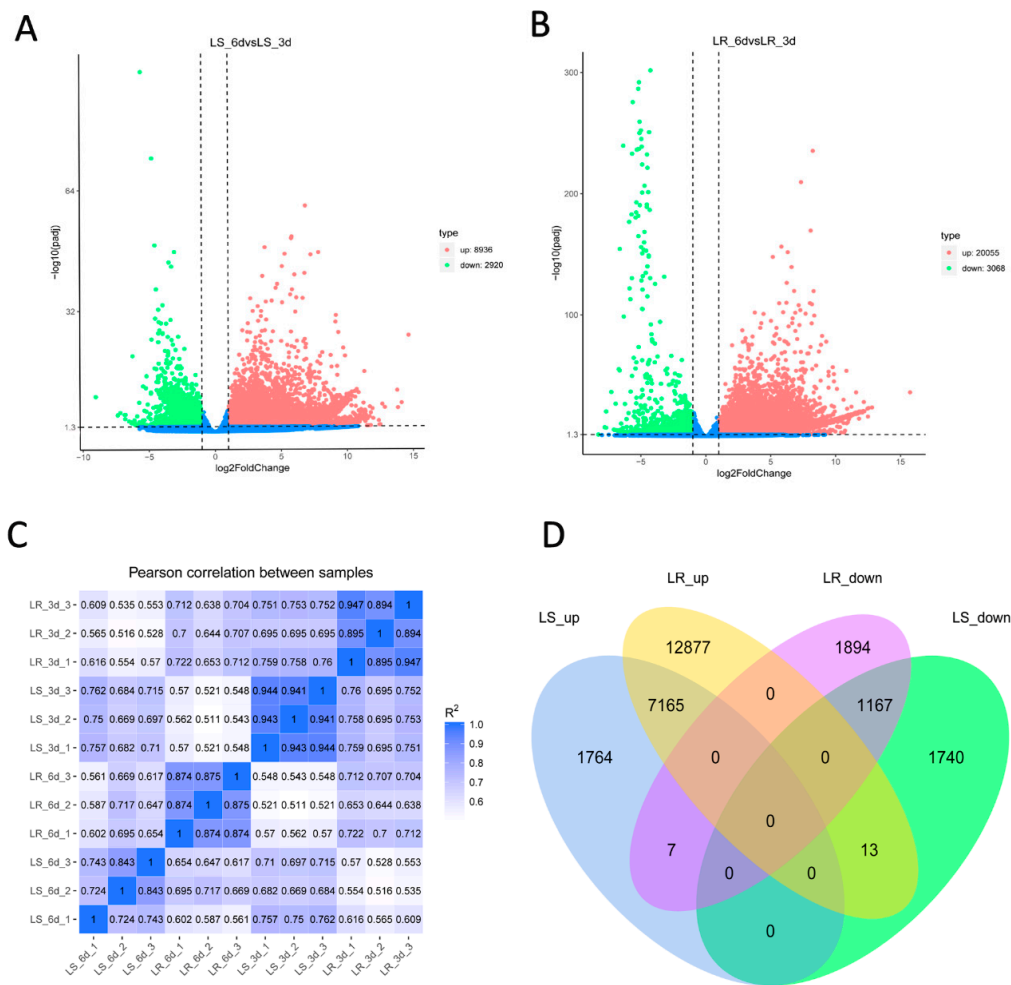 A
LS_6dvsLS_3d
64
32
1.3
−log10(padj)
−10
−5
0
5
10
15
log2FoldChange
type
up: 8936
down: 2920
B
LR_6dvsLR_3d
300
200
100
1.3
−log10(padj)
−5
0
5
10
15
log2FoldChange
type
up: 20055
down: 3068
C
Pearson correlation between samples
LR_3d_3 0.609 0.535 0.553 0.712 0.638 0.704 0.751 0.753 0.752 0.947 0.894 1
LR_3d_2 0.565 0.516 0.528 0.7 0.644 0.707 0.695 0.695 0.695 0.895 1 0.894
LR_3d_1 0.616 0.554 0.57 0.722 0.653 0.712 0.759 0.758 0.76 1 0.895 0.947
LS_3d_3 0.762 0.684 0.715 0.57 0.521 0.548 0.944 0.941 1 0.76 0.695 0.752
LS_3d_2 0.75 0.669 0.697 0.562 0.511 0.543 0.943 1 0.941 0.758 0.695 0.753
LS_3d_1 0.757 0.682 0.71 0.57 0.521 0.548 1 0.943 0.944 0.759 0.695 0.751
LR_6d_3 0.561 0.669 0.617 0.874 0.875 1 0.548 0.543 0.548 0.712 0.707 0.704
LR_6d_2 0.587 0.717 0.647 0.874 1 0.875 0.521 0.511 0.521 0.653 0.644 0.638
LR_6d_1 0.602 0.695 0.654 1 0.874 0.874 0.57 0.562 0.57 0.722 0.7 0.712
LS_6d_3 0.743 0.843 1 0.654 0.647 0.617 0.71 0.697 0.715 0.57 0.528 0.553
LS_6d_2 0.724 1 0.843 0.695 0.717 0.669 0.682 0.669 0.684 0.554 0.516 0.535
LS_6d_1 1 0.724 0.743 0.602 0.587 0.561 0.757 0.75 0.762 0.616 0.565 0.609
LS_6d_1 LS_6d_2 LS_6d_3 LR_6d_1 LR_6d_2 LR_6d_3 LS_3d_1 LS_3d_2 LS_3d_3 LR_3d_1 LR_3d_2 LR_3d_3
R²
1.0
0.9
0.8
0.7
0.6
D
LR_up LR_down
LS_up LS_down
12877 1894
0
7165 1167
1764 0 0 1740
0
7 13
0 0
0